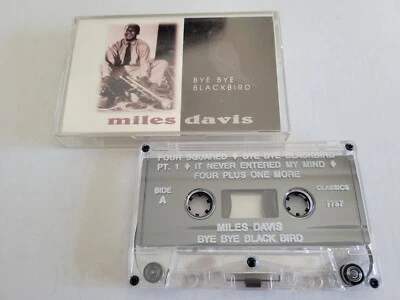 BYE BYE
BLACKBIRD
miles davis
FOUR SQUARED ♦ BYE BYE BLACKBIRD
PT. 1 ♦ IT NEVER ENTERED MY MIND ♦
FOUR PLUS ONE MORE
SIDE
A
CLASSICS
1757
MILES DAVIS
BYE BYE BLACK BIRD